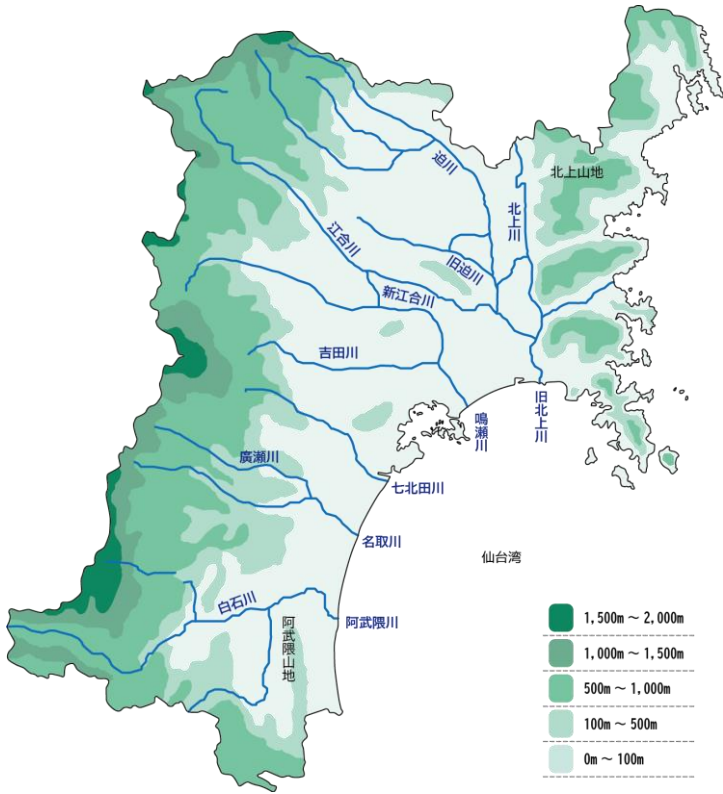 迫川
北上山地
北上川
江合川
旧迫川
新江合川
吉田川
鳴瀬川
旧北上川
廣瀬川
七北田川
名取川
仙台湾
白石川
阿武隈川
阿武隈山地
1,500m ～ 2,000m
1,000m ～ 1,500m
500m ～ 1,000m
100m ～ 500m
0m ～ 100m